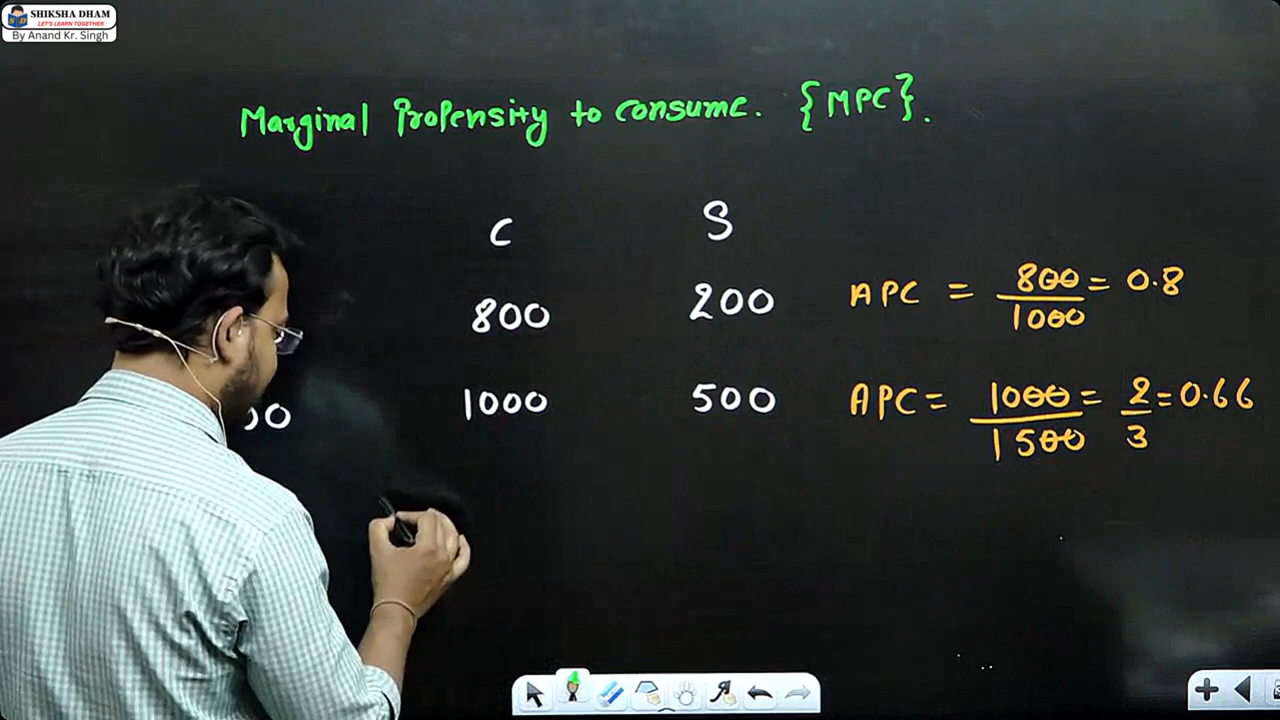 SHIKSHA DHAM
LET'S LEARN TOGETHER
By Anand Kr. Singh
Marginal Propensity to consume. {MPC}.
C S
800 200 APC = 800/1000 = 0.8
00 1000 500 APC = 1000/1500 = 2/3 = 0.66